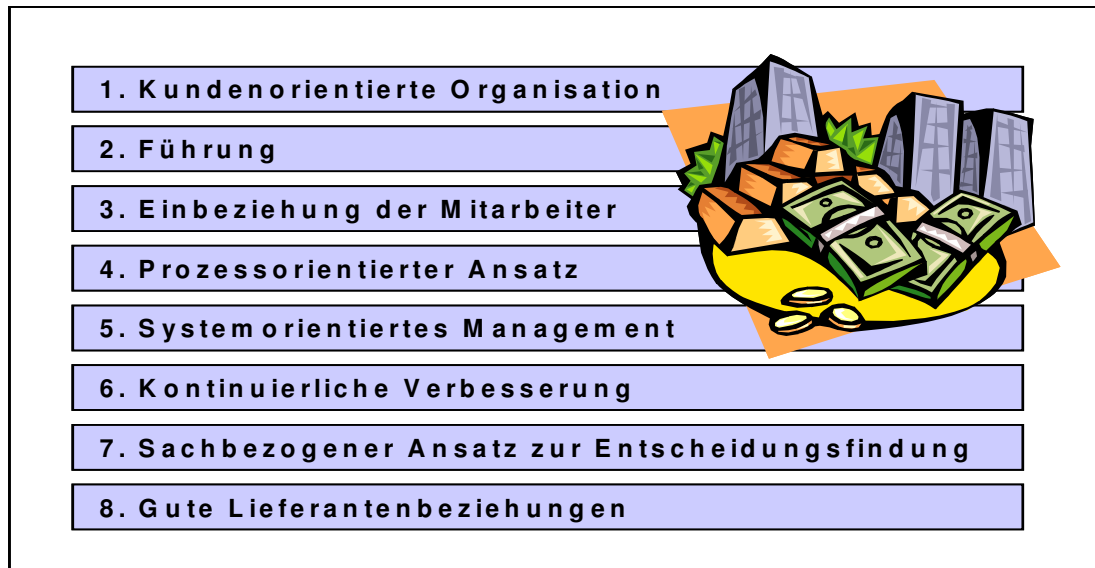 1. Kundenorientierte Organisation
2. Führung
3. Einbeziehung der Mitarbeiter
4. Prozessorientierter Ansatz
5. Systemorientiertes Management
6. Kontinuierliche Verbesserung
7. Sachbezogener Ansatz zur Entscheidungsfindung
8. Gute Lieferantenbeziehungen